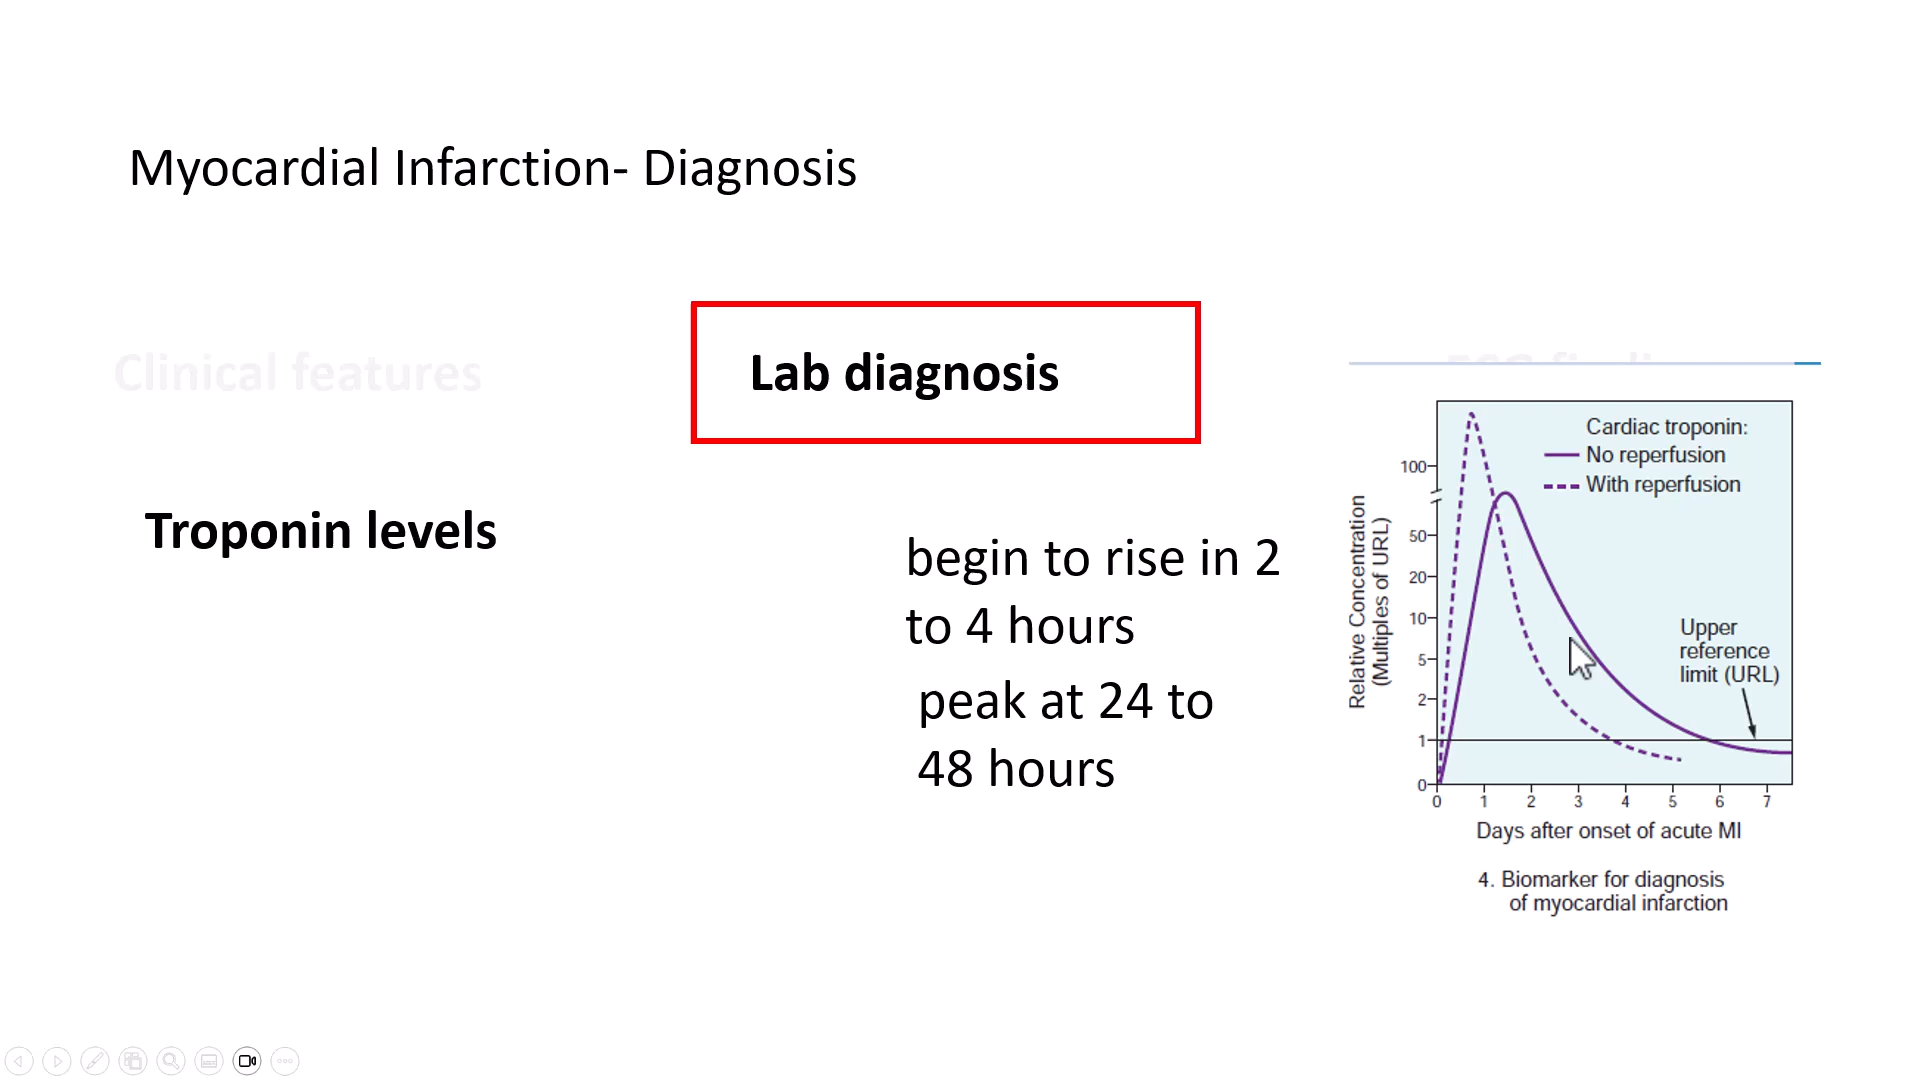 Myocardial Infarction- Diagnosis
Clinical features
Lab diagnosis
Troponin levels
begin to rise in 2
to 4 hours
peak at 24 to
48 hours
Cardiac troponin:
No reperfusion
With reperfusion
Relative Concentration
(Multiples of URL)
100
50
20
10
5
2
1
0
Upper
reference
limit (URL)
0 1 2 3 4 5 6 7
Days after onset of acute MI
4. Biomarker for diagnosis
of myocardial infarction